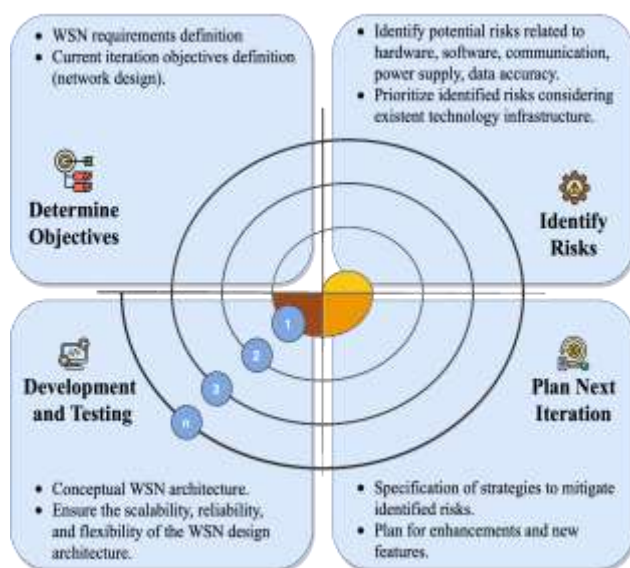 • WSN requirements definition
• Current iteration objectives definition
(network design).
Determine
Objectives
• Identify potential risks related to
hardware, software, communication,
power supply, data accuracy.
• Prioritize identified risks considering
existent technology infrastructure.
Identify
Risks
1
2
3
n
Development
and Testing
• Conceptual WSN architecture.
• Ensure the scalability, reliability,
and flexibility of the WSN design
architecture.
Plan Next
Iteration
• Specification of strategies to mitigate
identified risks.
• Plan for enhancements and new
features.